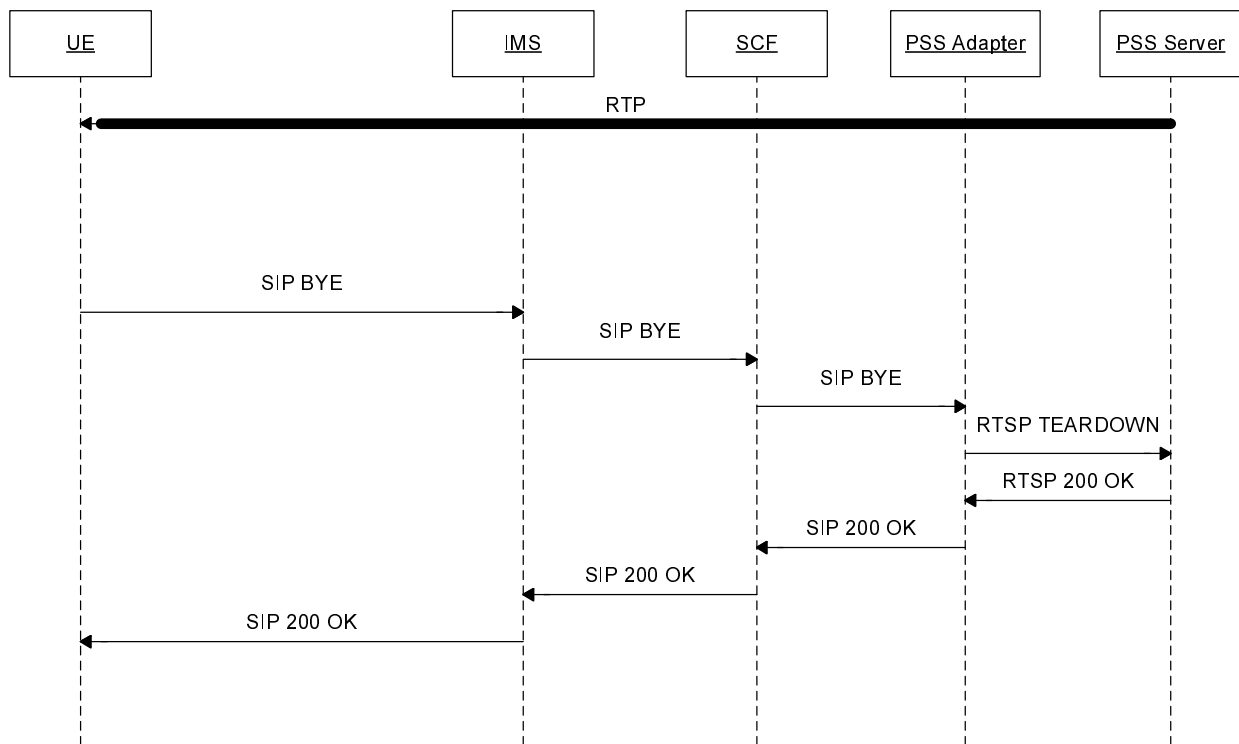 UE
IMS
SCF
PSS Adapter
PSS Server
RTP
SIP BYE
SIP BYE
SIP BYE
RTSP TEARDOWN
RTSP 200 OK
SIP 200 OK
SIP 200 OK
SIP 200 OK